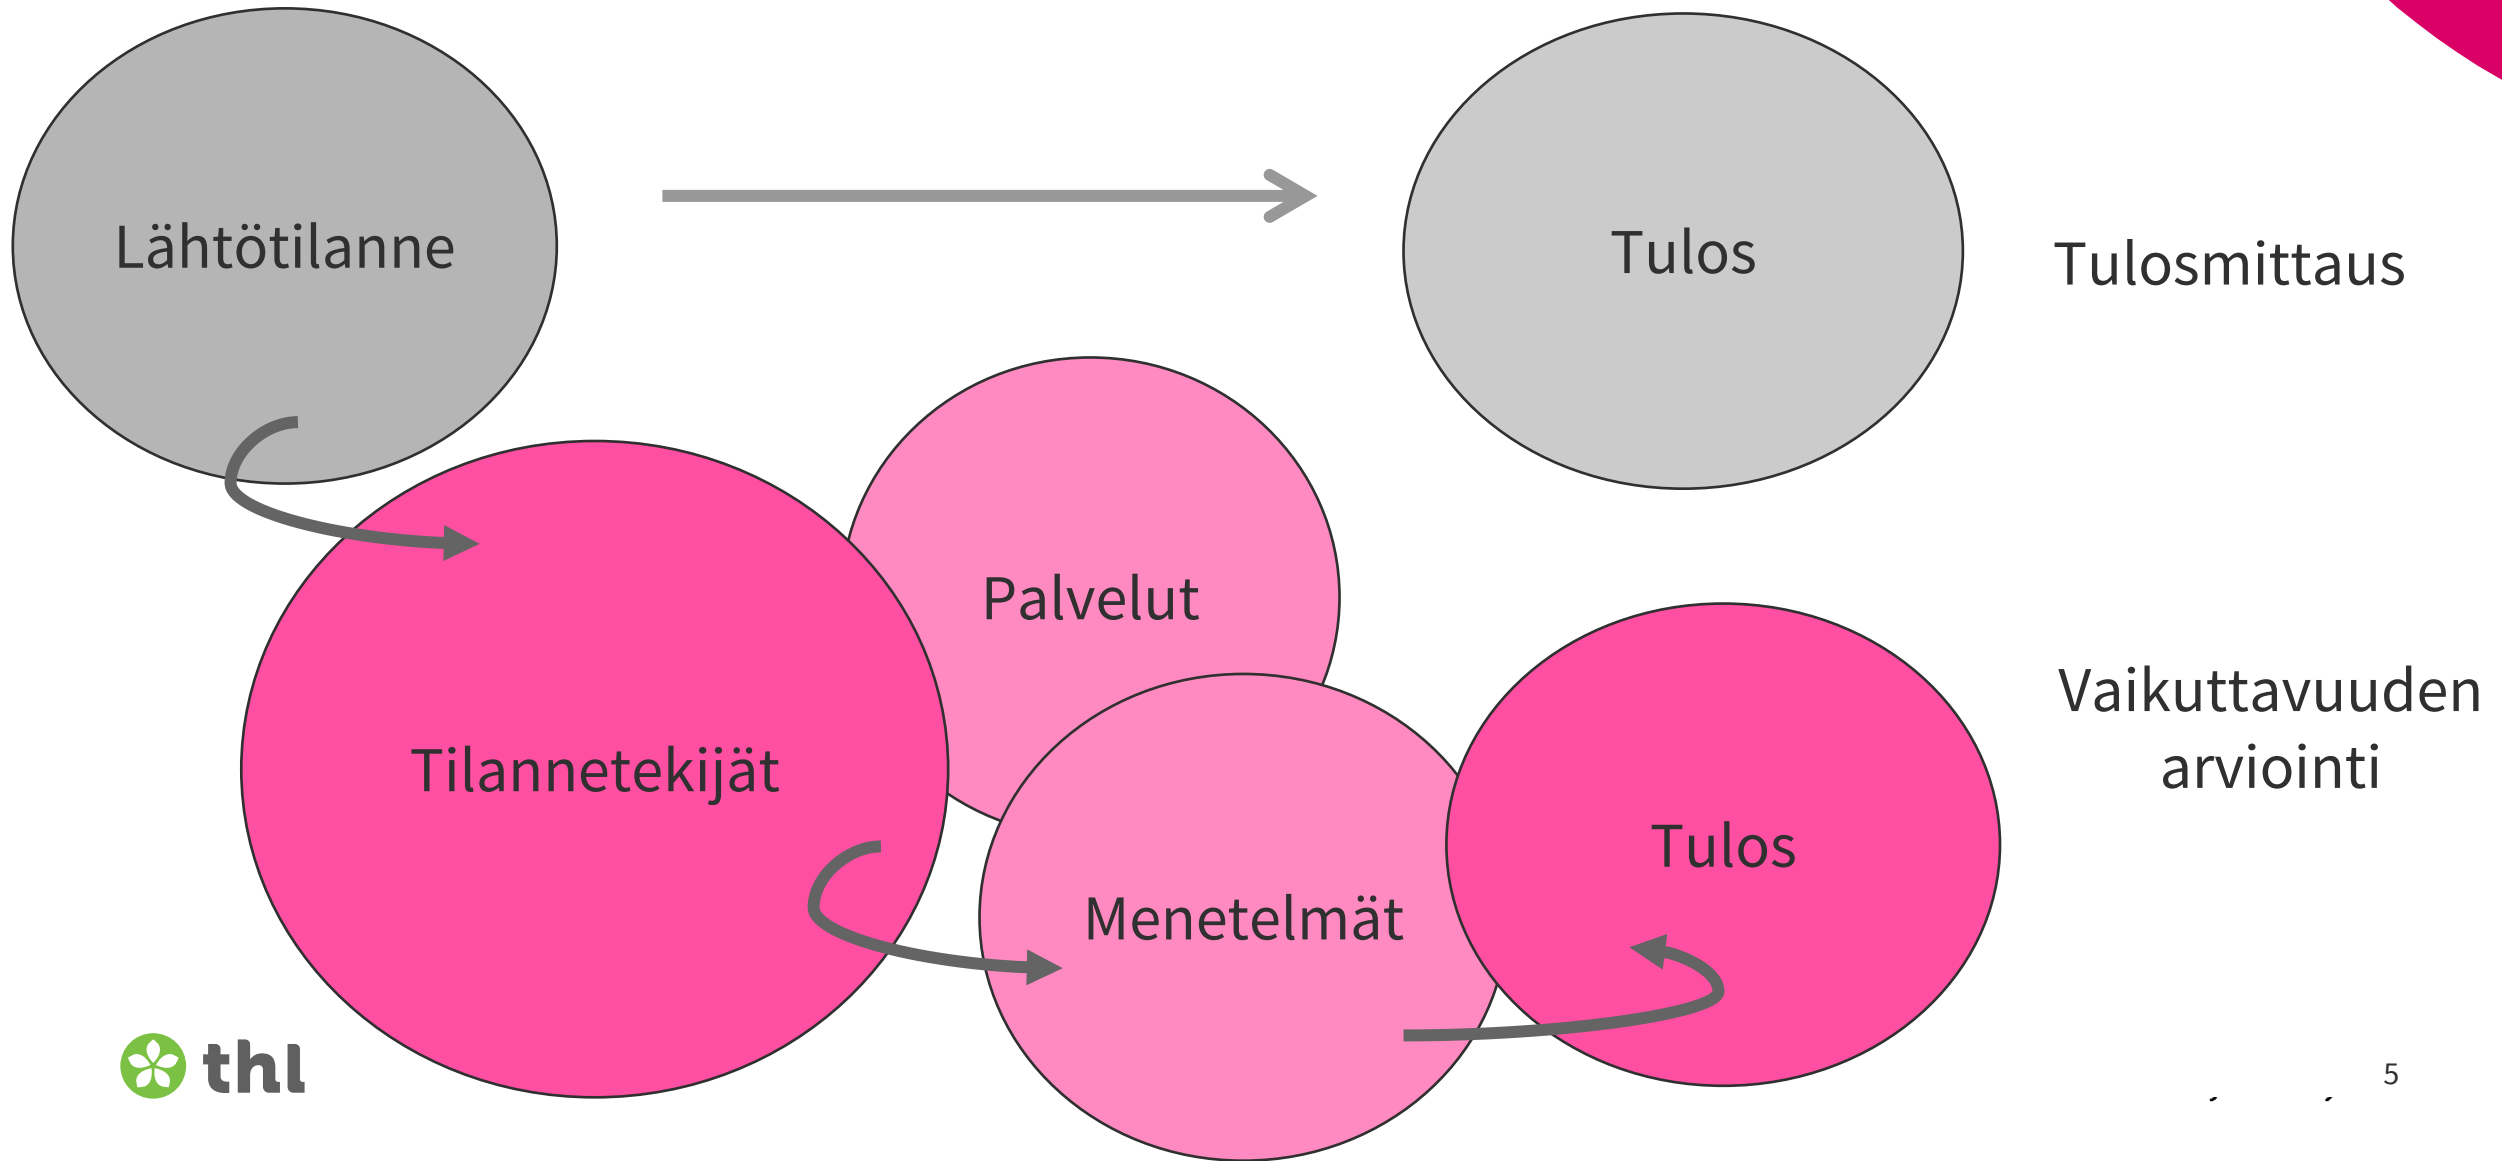 Lähtötilanne
Tulos
Tulosmittaus
Palvelut
Tilannetekijät
Menetelmät
Tulos
Vaikuttavuuden
arviointi
thl
5